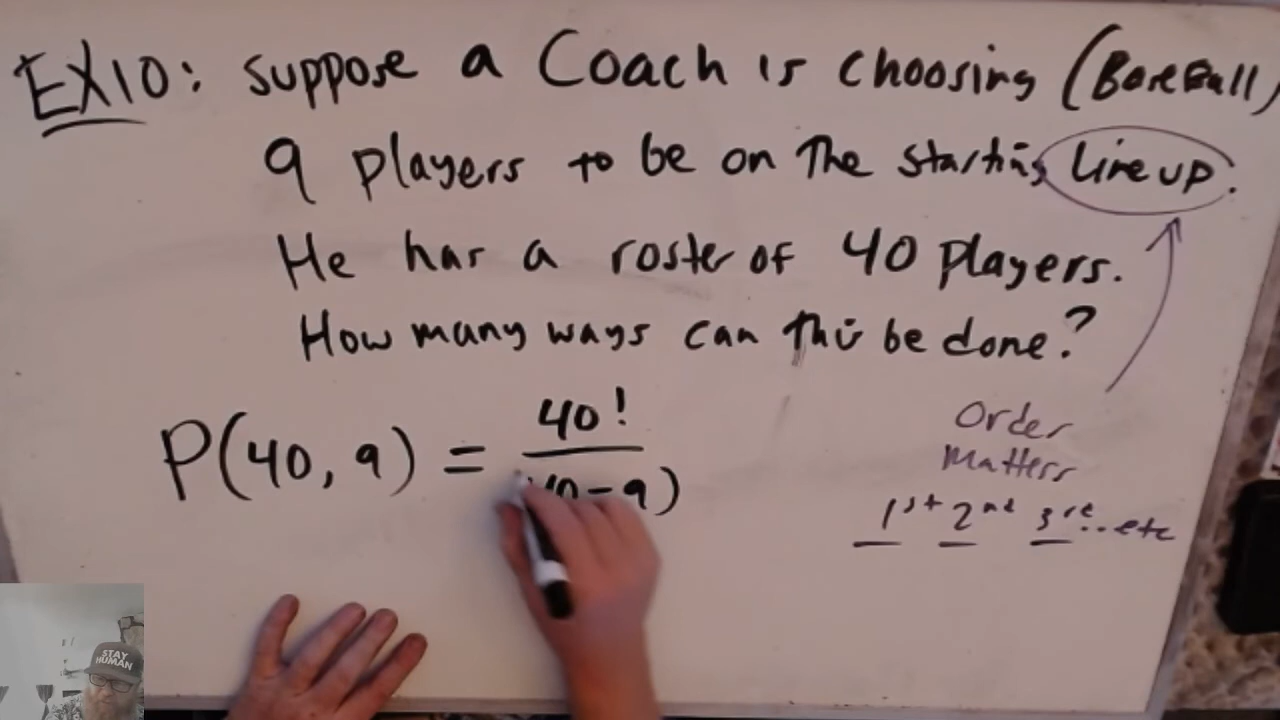 EX10: Suppose a Coach is choosing (BaseBall)
9 players to be on The starting Line up.
He has a roster of 40 players.
How many ways can this be done?
P(40, 9) = 40!
40-9)
Order
Matters
1st 2nd 3rd...etc
STAY
HUMAN